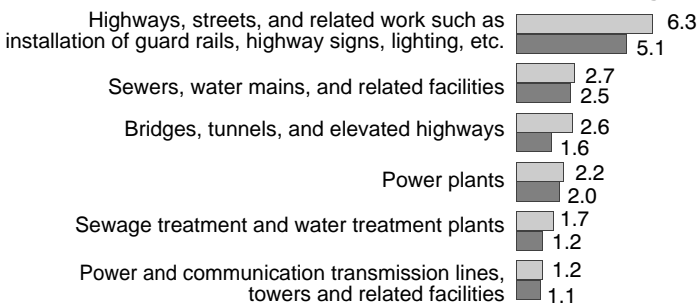 Highways, streets, and related work such as
installation of guard rails, highway signs, lighting, etc.
6.3
5.1
Sewers, water mains, and related facilities
2.7
2.5
Bridges, tunnels, and elevated highways
2.6
1.6
Power plants
2.2
2.0
Sewage treatment and water treatment plants
1.7
1.2
Power and communication transmission lines,
towers and related facilities
1.2
1.1